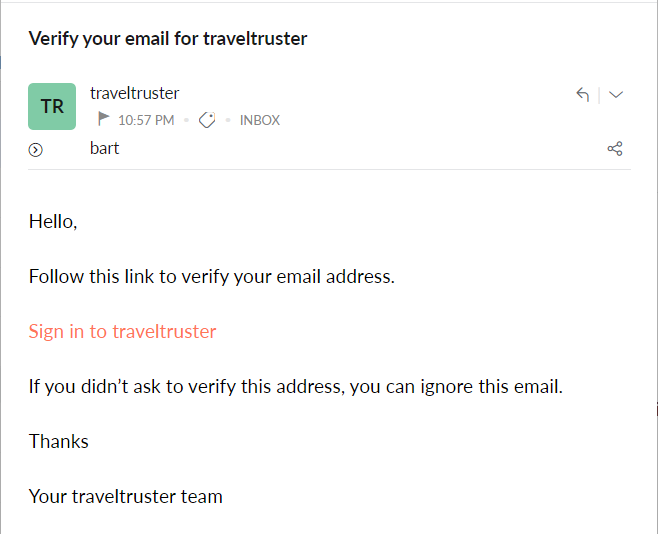 Verify your email for traveltruster
TR
traveltruster
10:57 PM
INBOX
bart
Hello,
Follow this link to verify your email address.
Sign in to traveltruster
If you didn’t ask to verify this address, you can ignore this email.
Thanks
Your traveltruster team